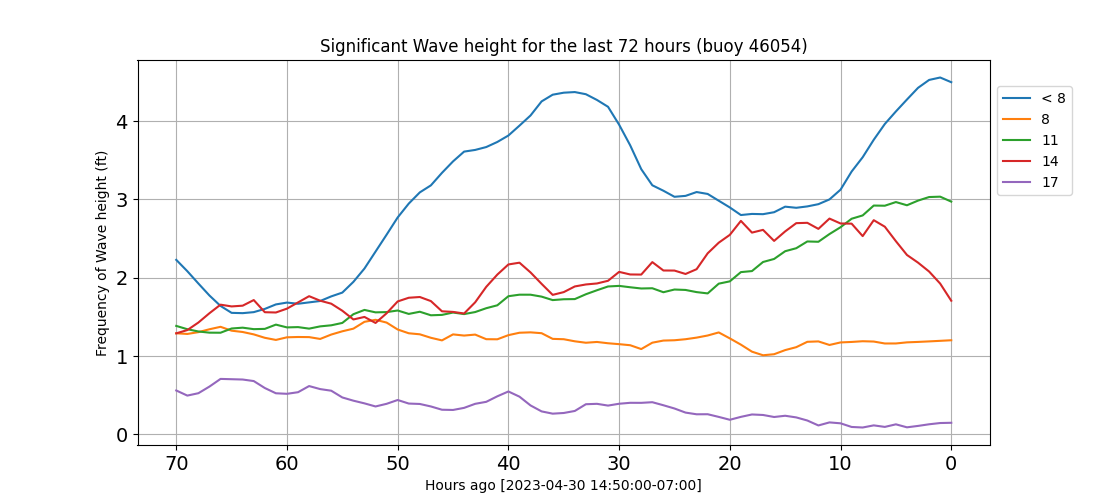 Significant Wave height for the last 72 hours (buoy 46054)
Frequency of Wave height (ft)
4
3
2
1
0
70 60 50 40 30 20 10 0
Hours ago [2023-04-30 14:50:00-07:00]
< 8
8
11
14
17